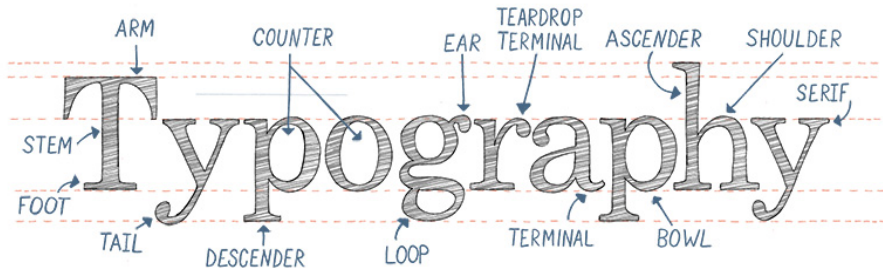 ARM
COUNTER
EAR
TEARDROP
TERMINAL
ASCENDER
SHOULDER
SERIF
Typography
STEM
FOOT
TAIL
DESCENDER
LOOP
TERMINAL
BOWL